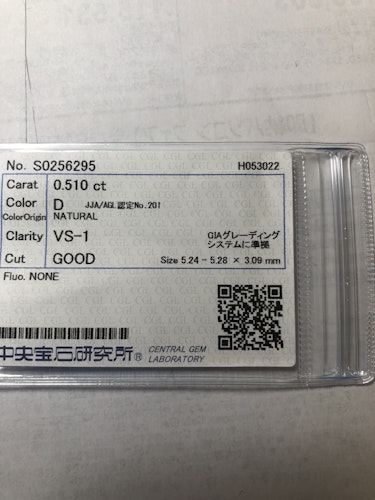 No. S0256295 H053022
Carat 0.510 ct
Color D JJA/AGL認定No.201
ColorOrigin NATURAL
Clarity VS-1 GIAグレーディング
システムに準拠
Cut GOOD Size 5.24 - 5.28 × 3.09 mm
Fluo. NONE
中央宝石研究所® CENTRAL GEM
LABORATORY